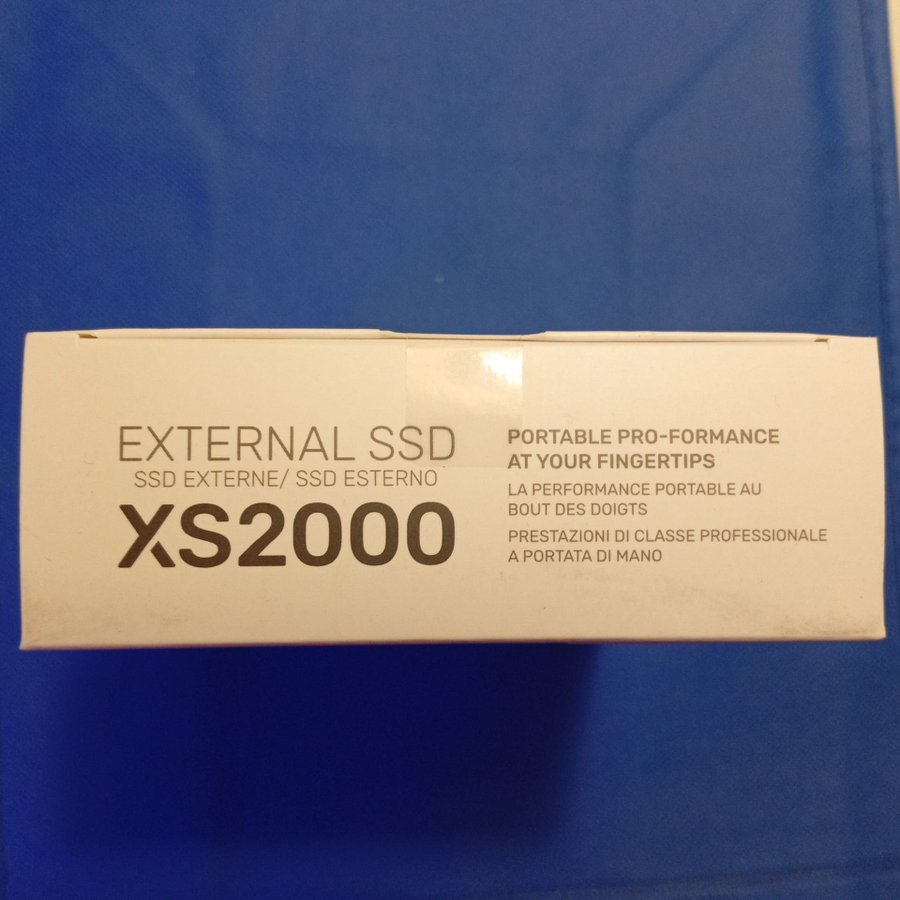 EXTERNAL SSD
SSD EXTERNE/ SSD ESTERNO
XS2000
PORTABLE PRO-FORMANCE
AT YOUR FINGERTIPS
LA PERFORMANCE PORTABLE AU
BOUT DES DOIGTS
PRESTAZIONI DI CLASSE PROFESSIONALE
A PORTATA DI MANO